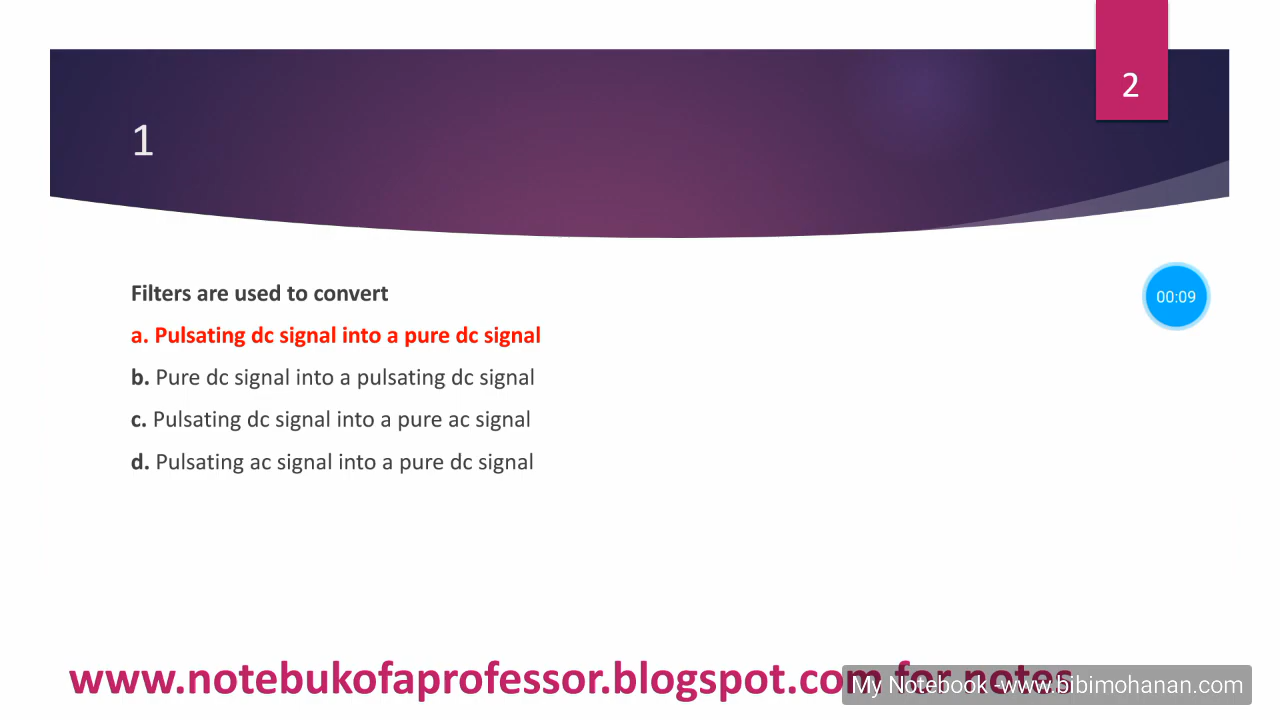 2
1
Filters are used to convert
00:09
a. Pulsating dc signal into a pure dc signal
b. Pure dc signal into a pulsating dc signal
c. Pulsating dc signal into a pure ac signal
d. Pulsating ac signal into a pure dc signal
www.notebukofaprofessor.blogspot.com for notes
My Notebook -www.bibimohanan.com